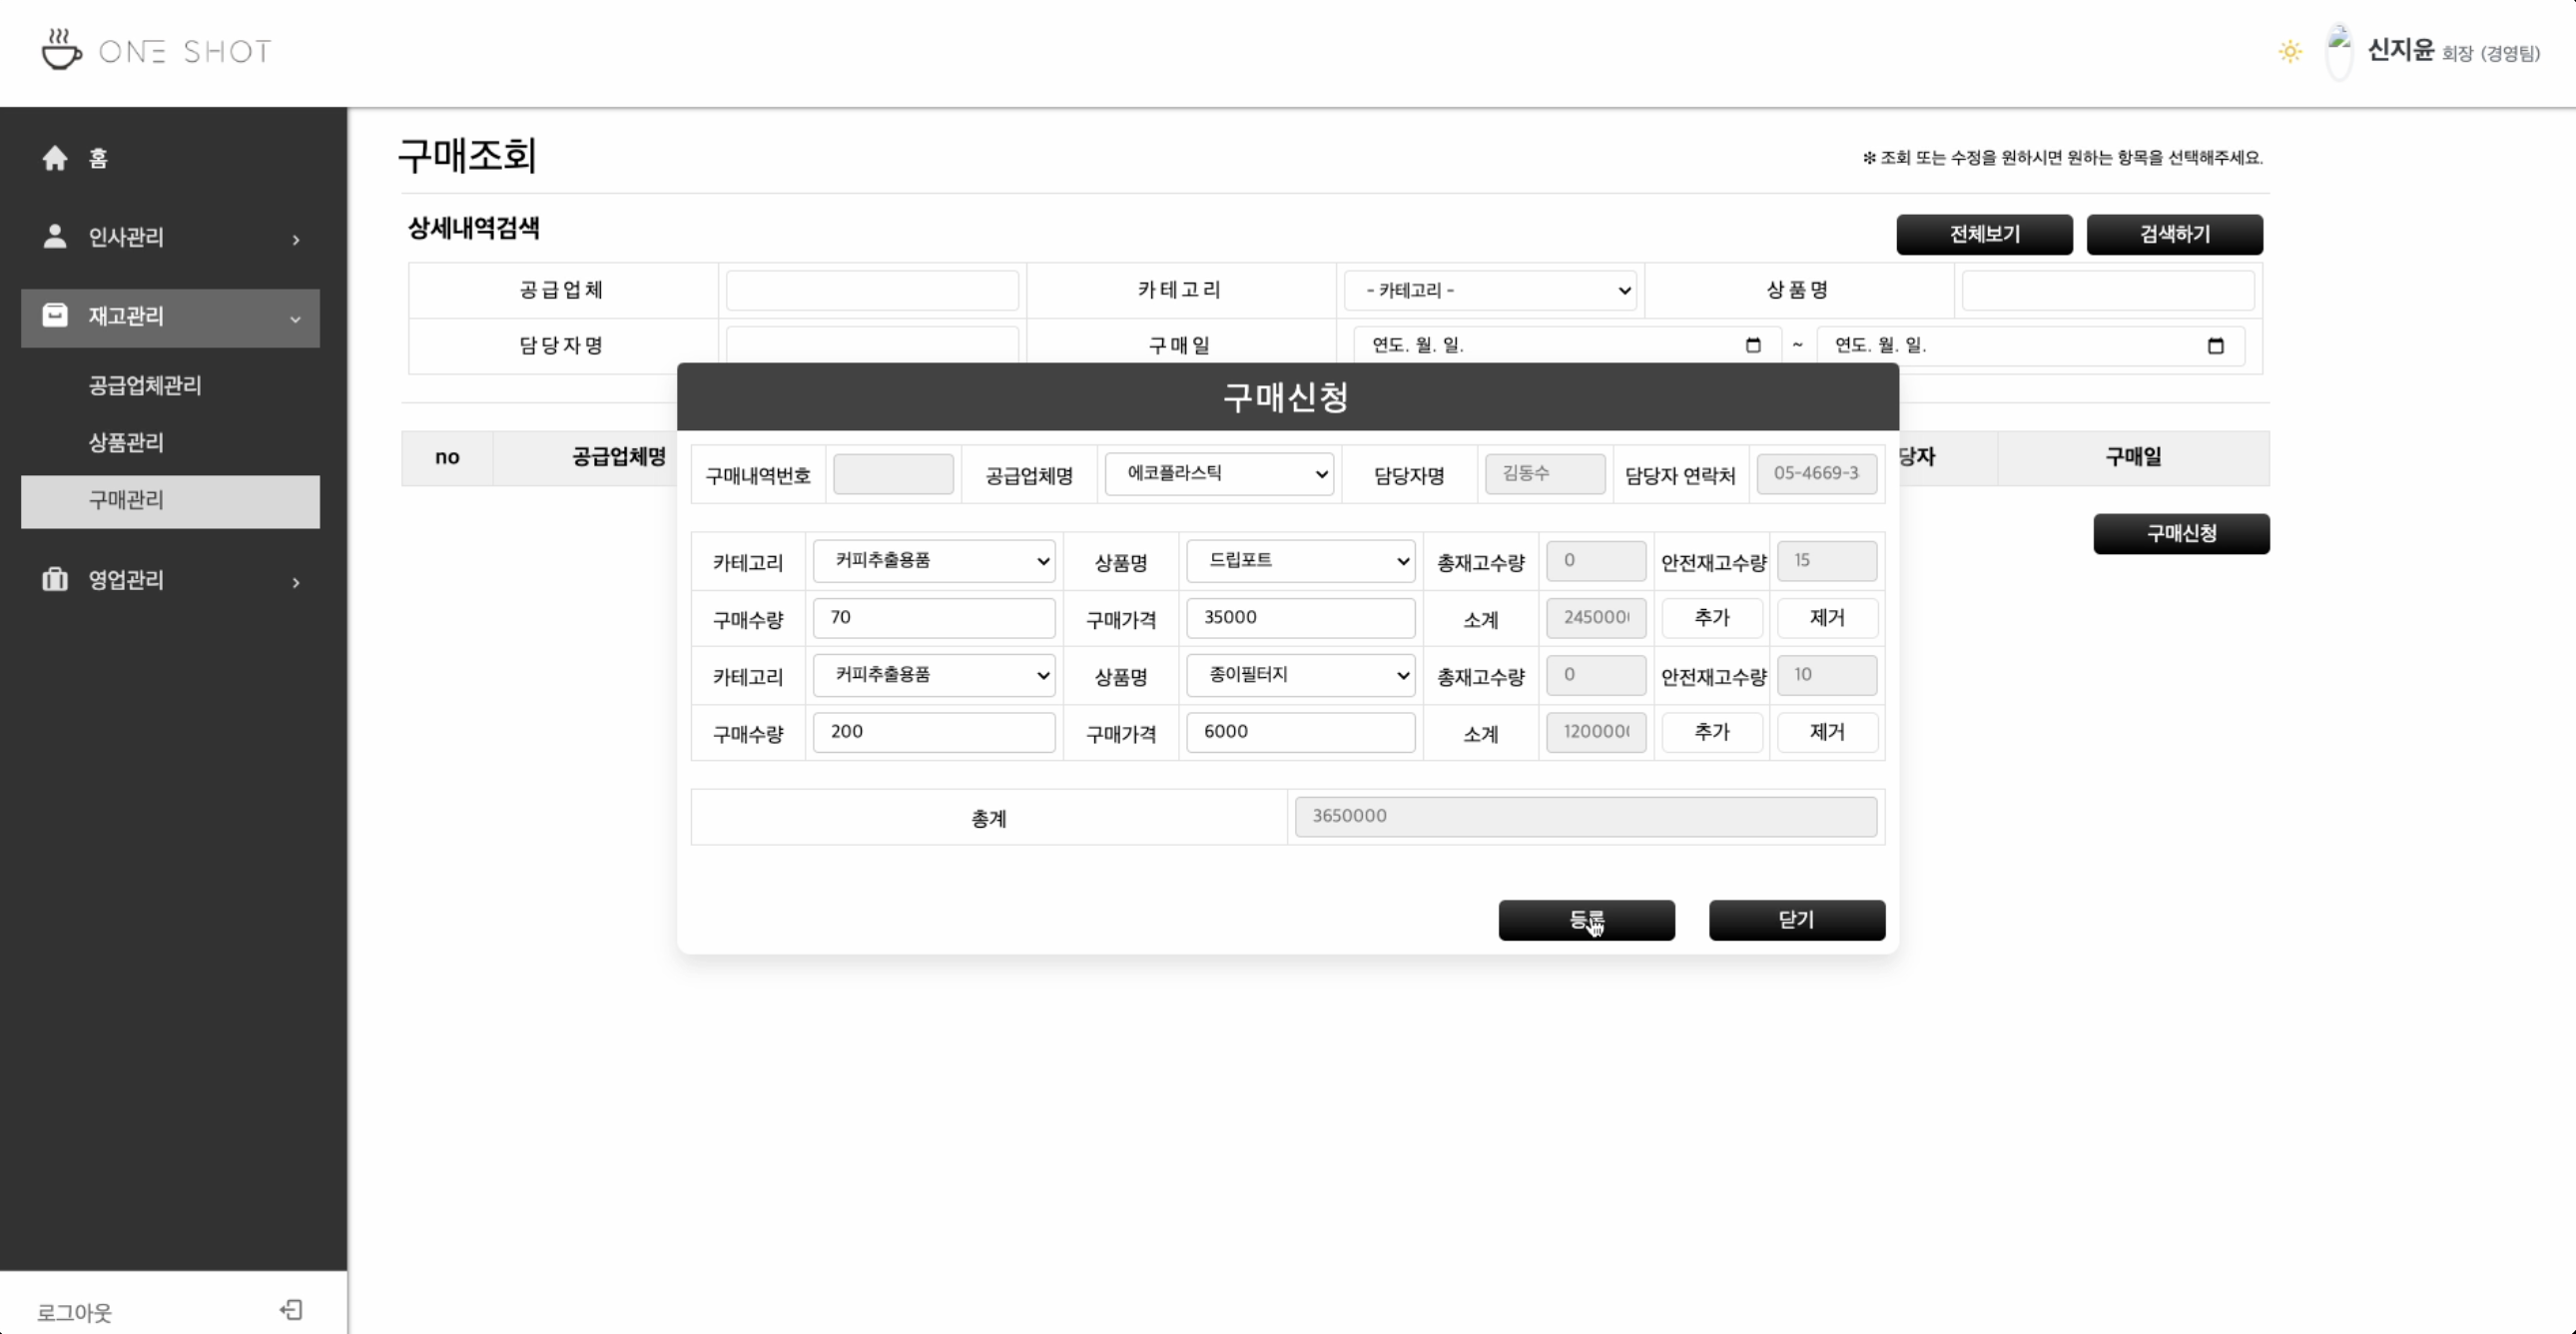 ONE SHOT
신지윤 회장 (경영팀)
홈
인사관리
재고관리
공급업체관리
상품관리
구매관리
영업관리
로그아웃
구매조회
✻ 조회 또는 수정을 원하시면 원하는 항목을 선택해주세요.
상세내역검색
전체보기 검색하기
공급업체 카테고리 - 카테고리 - 상품명
담당자명 구매일 연도. 월. 일. ~ 연도. 월. 일.
no 공급업체명 당자 구매일
구매신청
구매신청
구매내역번호 공급업체명 에코플라스틱 담당자명 김동수 담당자 연락처 05-4669-3
카테고리 커피추출용품 상품명 드립포트 총재고수량 0 안전재고수량 15
구매수량 70 구매가격 35000 소계 245000 추가 제거
카테고리 커피추출용품 상품명 종이필터지 총재고수량 0 안전재고수량 10
구매수량 200 구매가격 6000 소계 120000 추가 제거
총계 3650000
등록 닫기